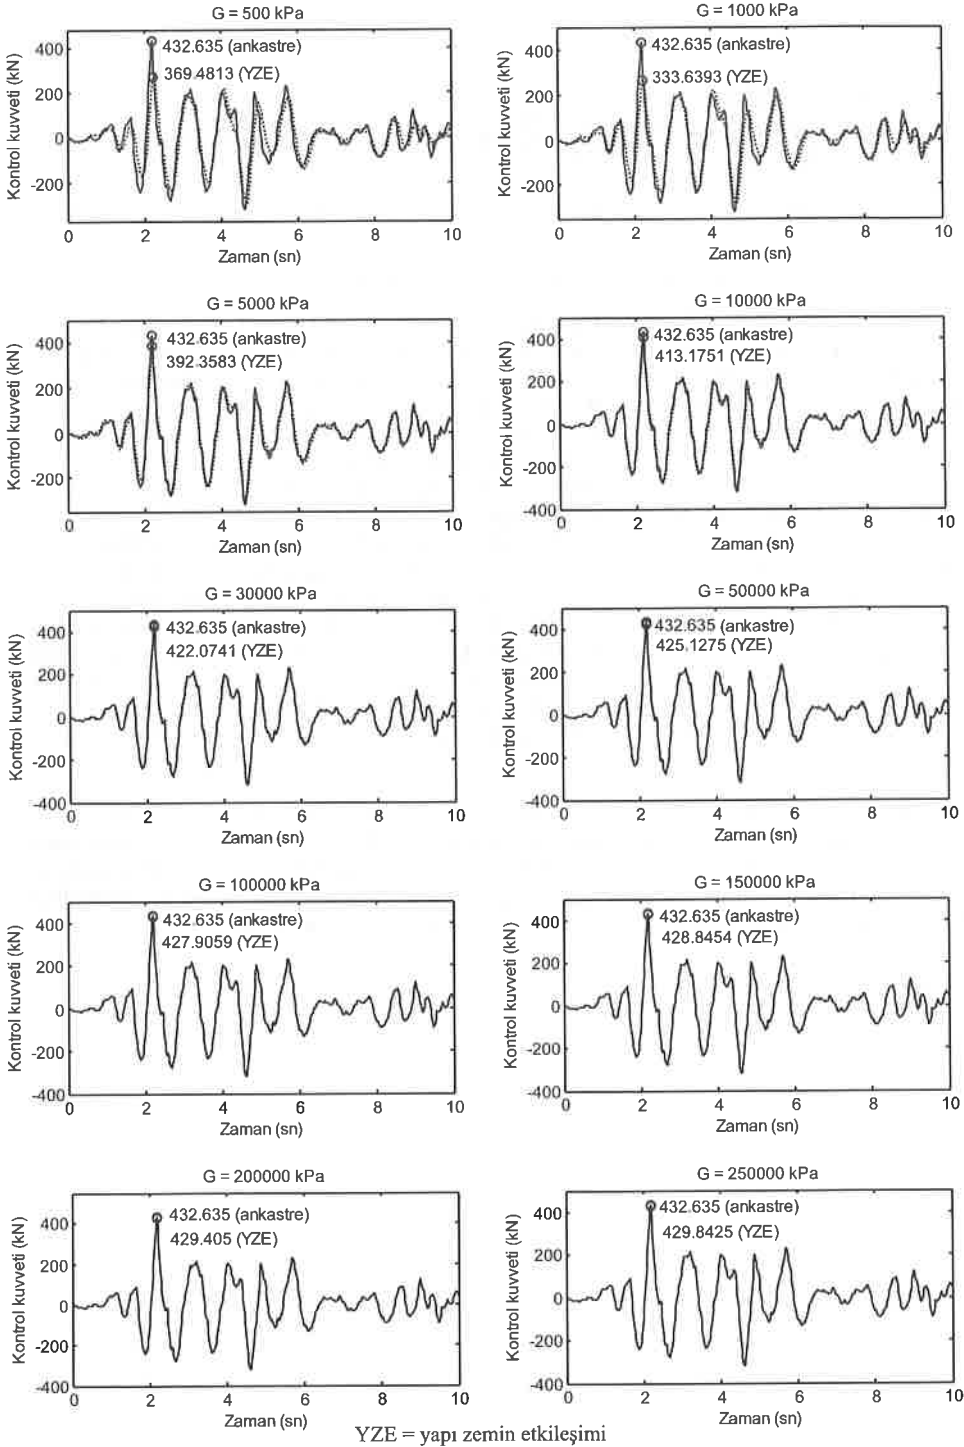 G = 500 kPa
432.635 (ankastre)
369.4813 (YZE)
Kontrol kuvveti (kN)
400
200
0
-200
0 2 4 6 8 10
Zaman (sn)
G = 1000 kPa
432.635 (ankastre)
333.6393 (YZE)
Kontrol kuvveti (kN)
400
200
0
-200
0 2 4 6 8 10
Zaman (sn)
G = 5000 kPa
432.635 (ankastre)
392.3583 (YZE)
Kontrol kuvveti (kN)
400
200
0
-200
0 2 4 6 8 10
Zaman (sn)
G = 10000 kPa
432.635 (ankastre)
413.1751 (YZE)
Kontrol kuvveti (kN)
400
200
0
-200
-400
0 2 4 6 8 10
Zaman (sn)
G = 30000 kPa
432.635 (ankastre)
422.0741 (YZE)
Kontrol kuvveti (kN)
400
200
0
-200
-400
0 2 4 6 8 10
Zaman (sn)
G = 50000 kPa
432.635 (ankastre)
425.1275 (YZE)
Kontrol kuvveti (kN)
400
200
0
-200
-400
0 2 4 6 8 10
Zaman (sn)
G = 100000 kPa
432.635 (ankastre)
427.9059 (YZE)
Kontrol kuvveti (kN)
400
200
0
-200
-400
0 2 4 6 8 10
Zaman (sn)
G = 150000 kPa
432.635 (ankastre)
428.8454 (YZE)
Kontrol kuvveti (kN)
400
200
0
-200
-400
0 2 4 6 8 10
Zaman (sn)
G = 200000 kPa
432.635 (ankastre)
429.405 (YZE)
Kontrol kuvveti (kN)
400
200
0
-200
-400
0 2 4 6 8 10
Zaman (sn)
G = 250000 kPa
432.635 (ankastre)
429.8425 (YZE)
Kontrol kuvveti (kN)
400
200
0
-200
-400
0 2 4 6 8 10
Zaman (sn)
YZE = yapı zemin etkileşimi